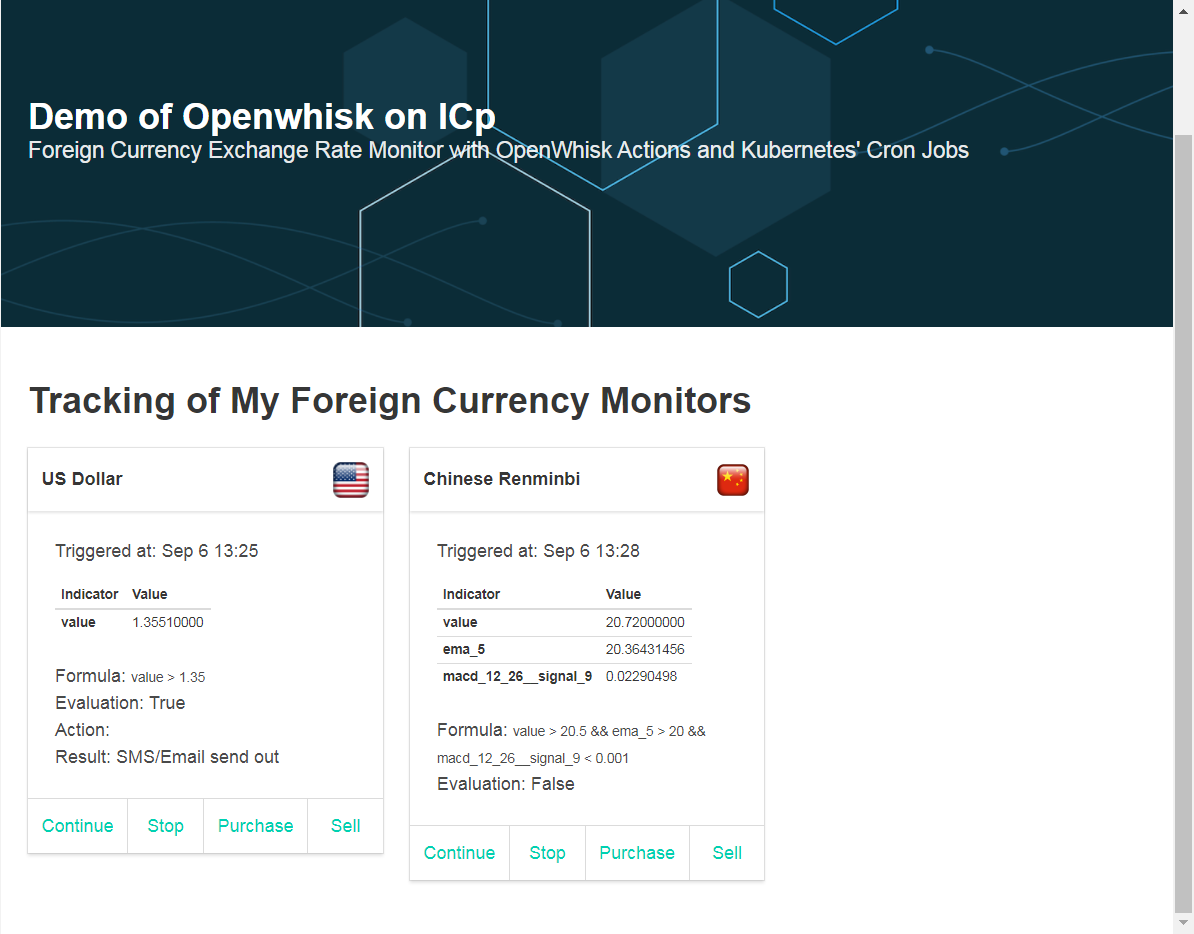 Demo of Openwhisk on ICp
Foreign Currency Exchange Rate Monitor with OpenWhisk Actions and Kubernetes' Cron Jobs
Tracking of My Foreign Currency Monitors
US Dollar
Triggered at: Sep 6 13:25
Indicator Value
value 1.35510000
Formula: value > 1.35
Evaluation: True
Action:
Result: SMS/Email send out
Continue Stop Purchase Sell
Chinese Renminbi
Triggered at: Sep 6 13:28
Indicator Value
value 20.72000000
ema_5 20.36431456
macd_12_26__signal_9 0.02290498
Formula: value > 20.5 && ema_5 > 20 &&
macd_12_26__signal_9 < 0.001
Evaluation: False
Continue Stop Purchase Sell